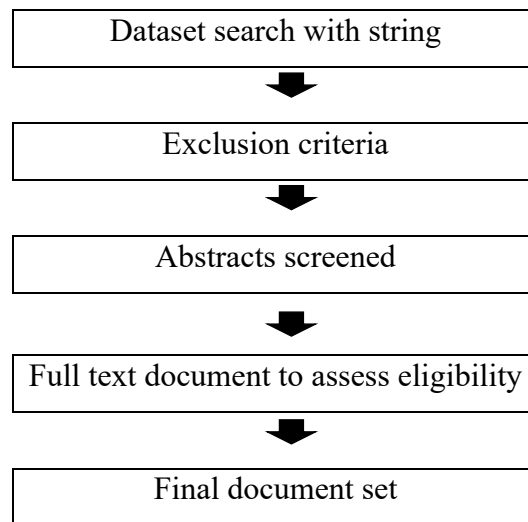 Dataset search with string
Exclusion criteria
Abstracts screened
Full text document to assess eligibility
Final document set